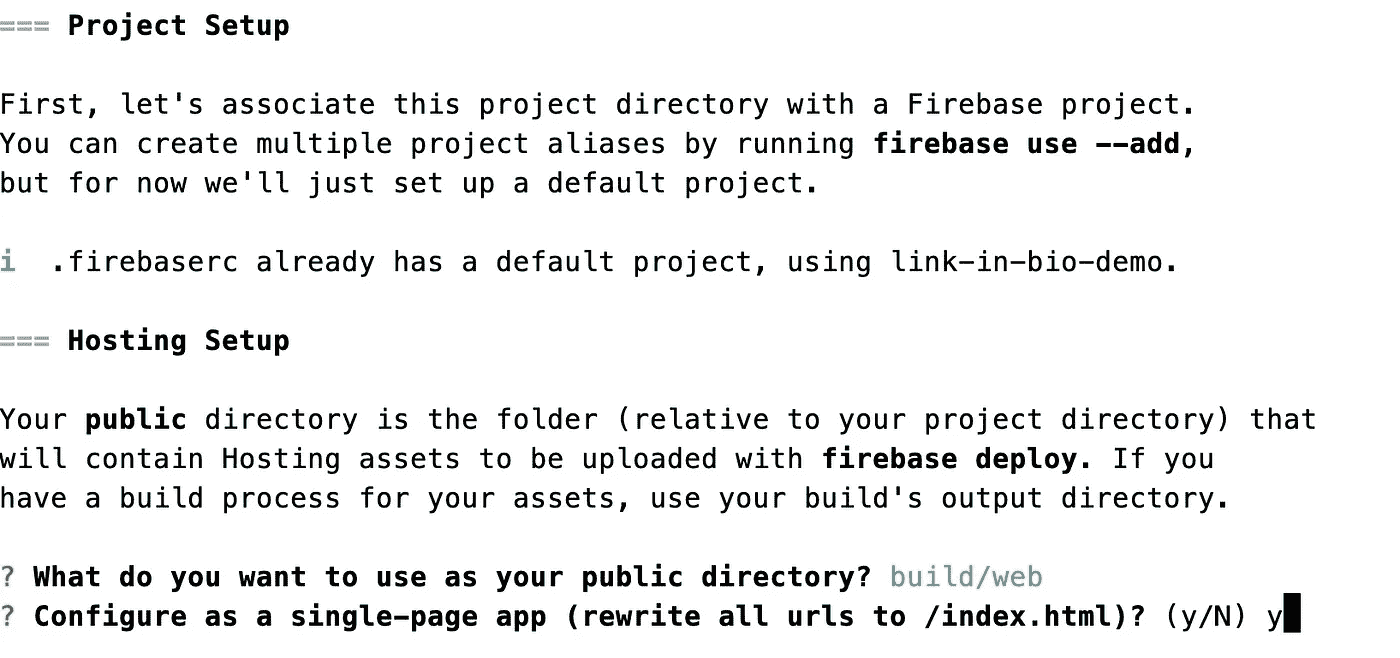 === Project Setup
First, let's associate this project directory with a Firebase project.
You can create multiple project aliases by running firebase use --add,
but for now we'll just set up a default project.
i  .firebaserc already has a default project, using link-in-bio-demo.
=== Hosting Setup
Your public directory is the folder (relative to your project directory) that
will contain Hosting assets to be uploaded with firebase deploy. If you
have a build process for your assets, use your build's output directory.
? What do you want to use as your public directory? build/web
? Configure as a single-page app (rewrite all urls to /index.html)? (y/N) y